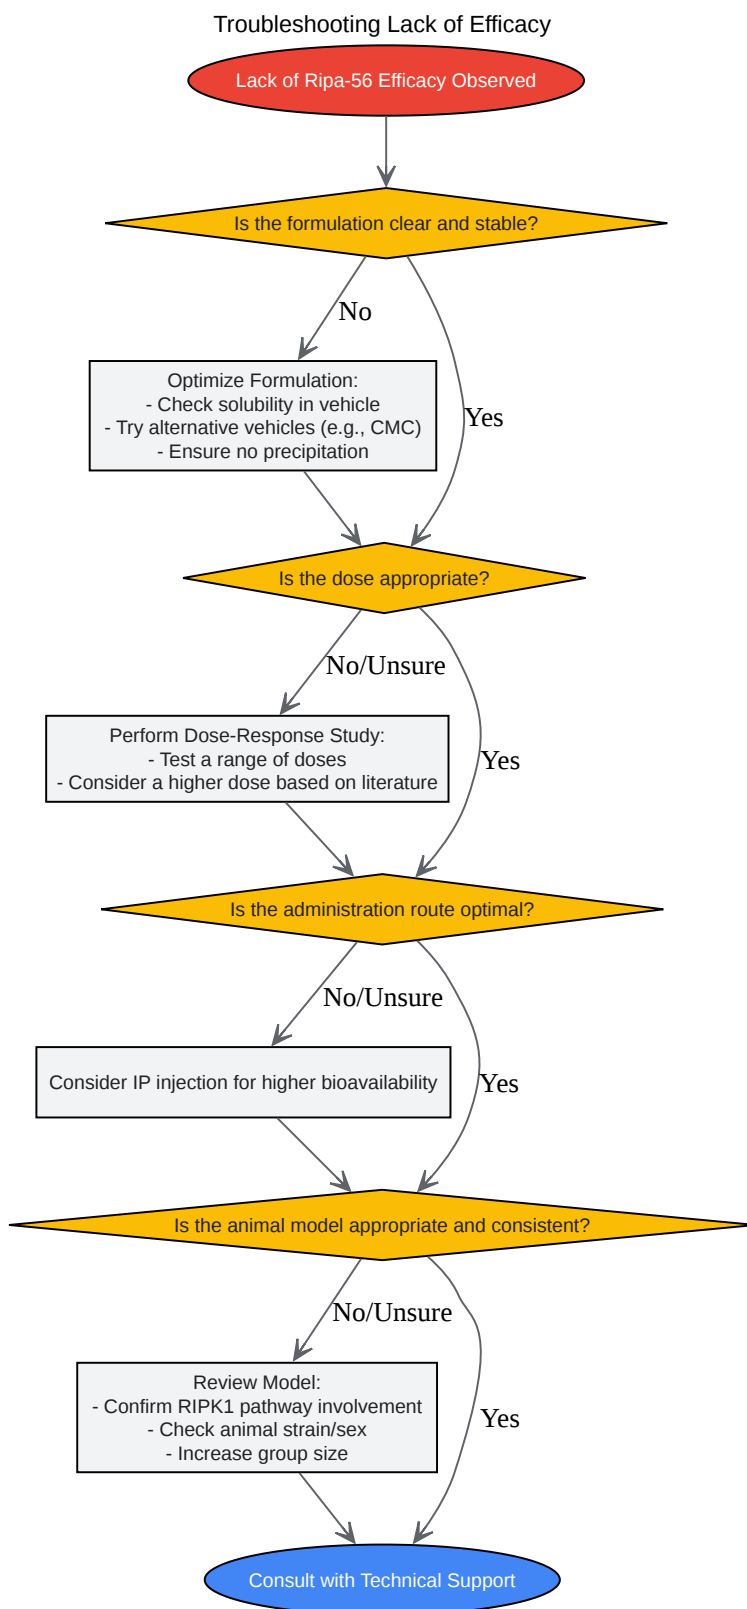 Troubleshooting Lack of Efficacy
Lack of Ripa-56 Efficacy Observed
Is the formulation clear and stable?
No
Optimize Formulation:
- Check solubility in vehicle
- Try alternative vehicles (e.g., CMC)
- Ensure no precipitation
Yes
Is the dose appropriate?
No/Unsure
Perform Dose-Response Study:
- Test a range of doses
- Consider a higher dose based on literature
Yes
Is the administration route optimal?
No/Unsure
Consider IP injection for higher bioavailability
Yes
Is the animal model appropriate and consistent?
No/Unsure
Review Model:
- Confirm RIPK1 pathway involvement
- Check animal strain/sex
- Increase group size
Yes
Consult with Technical Support